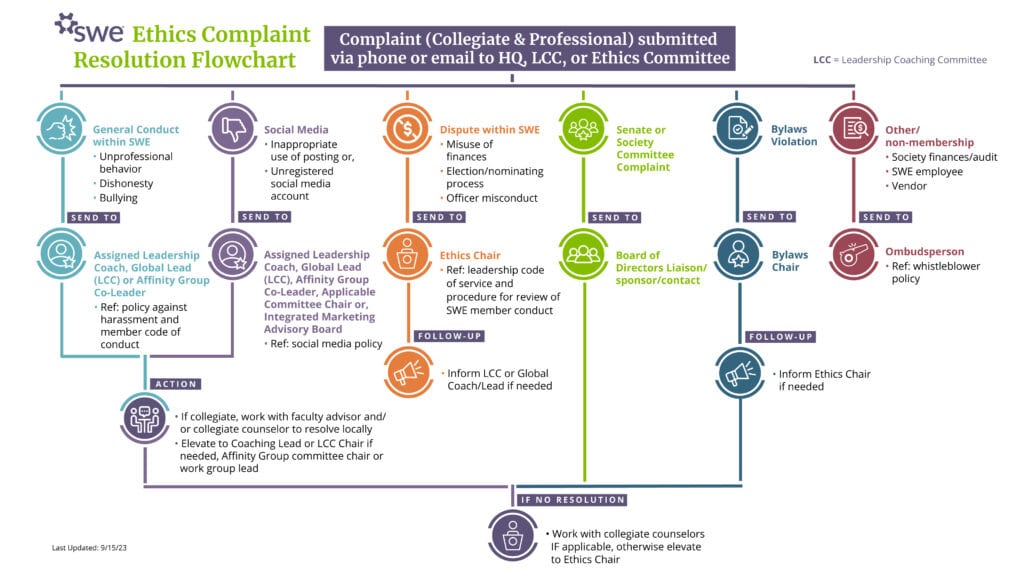 swe Ethics Complaint
Resolution Flowchart
Complaint (Collegiate & Professional) submitted
via phone or email to HQ, LCC, or Ethics Committee
LCC = Leadership Coaching Committee
General Conduct
within SWE
• Unprofessional
behavior
• Dishonesty
• Bullying
Social Media
• Inappropriate
use of posting or,
• Unregistered
social media
account
Dispute within SWE
• Misuse of
finances
• Election/nominating
process
• Officer misconduct
Senate or
Society
Committee
Complaint
Bylaws
Violation
Other/
non-membership
• Society finances/audit
• SWE employee
• Vendor
SEND TO
SEND TO
SEND TO
SEND TO
SEND TO
SEND TO
Assigned Leadership
Coach, Global Lead
(LCC) or Affinity Group
Co-Leader
• Ref: policy against
harassment and
member code of
conduct
Assigned Leadership
Coach, Global Lead
(LCC), Affinity Group
Co-Leader, Applicable
Committee Chair or,
Integrated Marketing
Advisory Board
• Ref: social media policy
Ethics Chair
• Ref: leadership code
of service and
procedure for review of
SWE member conduct
Board of
Directors Liaison/
sponsor/contact
Bylaws
Chair
Ombudsperson
• Ref: whistleblower
policy
FOLLOW-UP
• Inform LCC or Global
Coach/Lead if needed
FOLLOW-UP
• Inform Ethics Chair
if needed
ACTION
• If collegiate, work with faculty advisor and/
or collegiate counselor to resolve locally
• Elevate to Coaching Lead or LCC Chair if
needed, Affinity Group committee chair or
work group lead
IF NO RESOLUTION
• Work with collegiate counselors
IF applicable, otherwise elevate
to Ethics Chair
Last Updated: 9/15/23